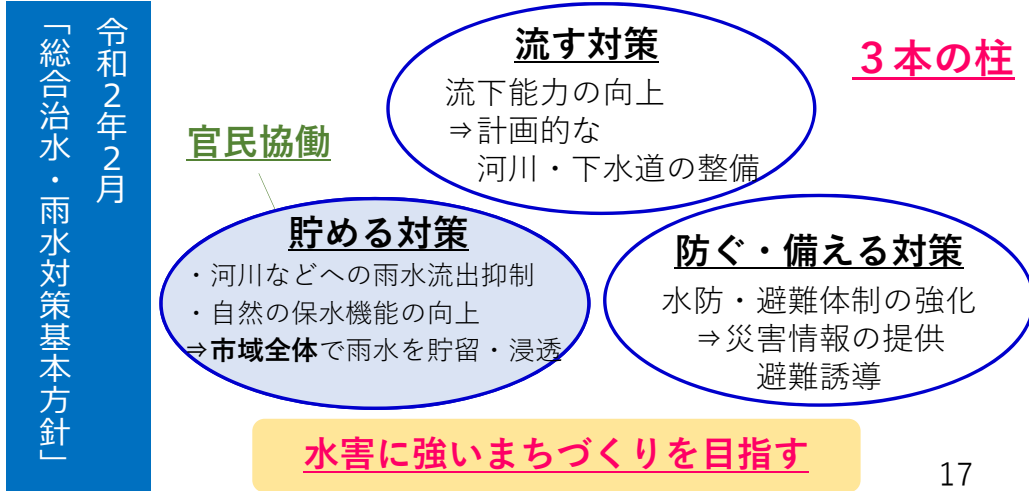 令和２年２月
「総合治水・雨水対策基本方針」
３本の柱
流す対策
流下能力の向上
⇒計画的な
河川・下水道の整備
官民協働
貯める対策
・河川などへの雨水流出抑制
・自然の保水機能の向上
⇒市域全体で雨水を貯留・浸透
防ぐ・備える対策
水防・避難体制の強化
⇒災害情報の提供
避難誘導
水害に強いまちづくりを目指す
17